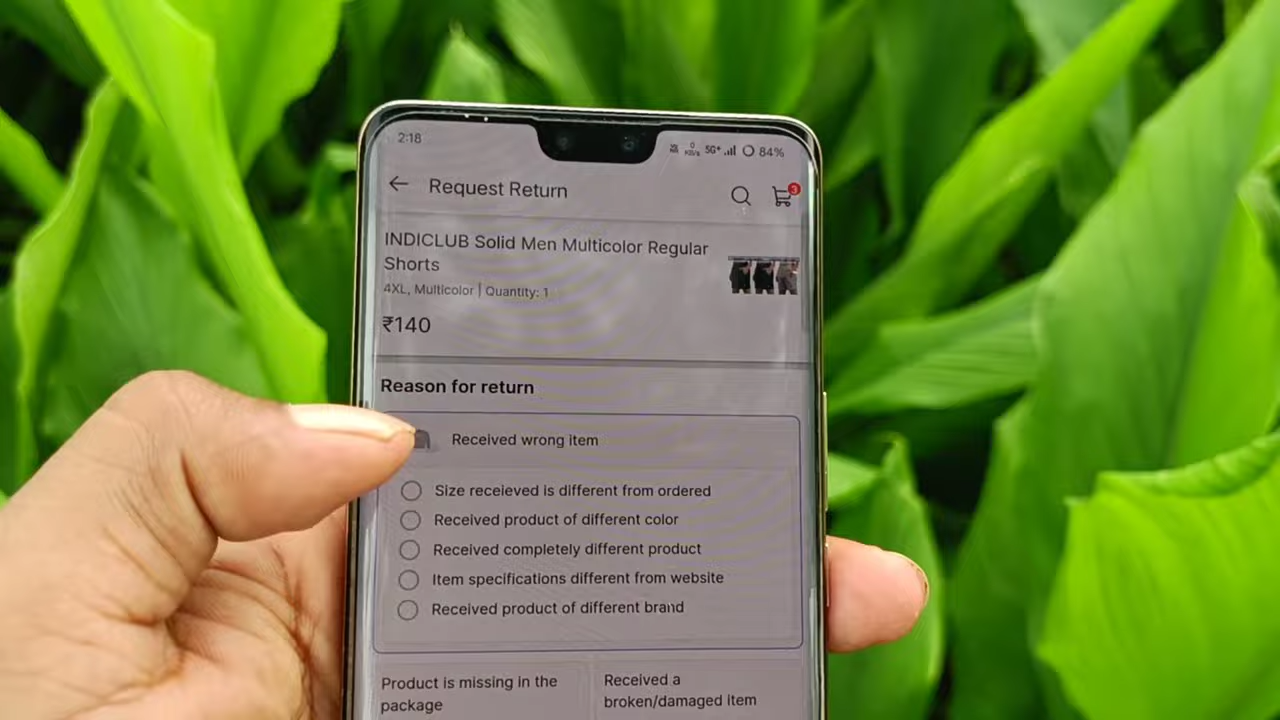 2:18
5G+ 84%
Request Return
3
INDICLUB Solid Men Multicolor Regular
Shorts
4XL, Multicolor | Quantity: 1
₹140
Reason for return
Received wrong item
Size receieved is different from ordered
Received product of different color
Received completely different product
Item specifications different from website
Received product of different brand
Product is missing in the
package
Received a
broken/damaged item